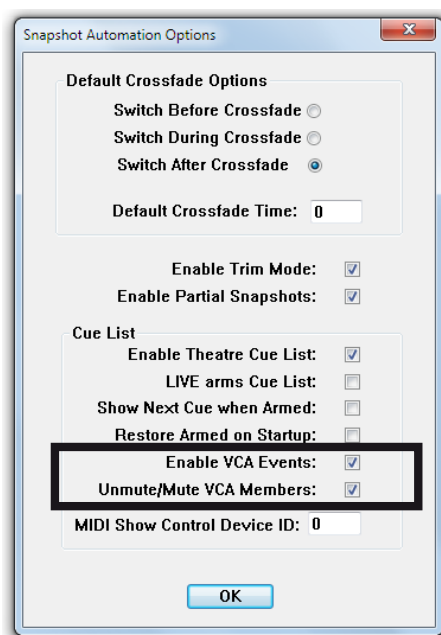 Snapshot Automation Options
Default Crossfade Options
Switch Before Crossfade
Switch During Crossfade
Switch After Crossfade
Default Crossfade Time: 0
Enable Trim Mode:
Enable Partial Snapshots:
Cue List
Enable Theatre Cue List:
LIVE arms Cue List:
Show Next Cue when Armed:
Restore Armed on Startup:
Enable VCA Events:
Unmute/Mute VCA Members:
MIDI Show Control Device ID: 0
OK